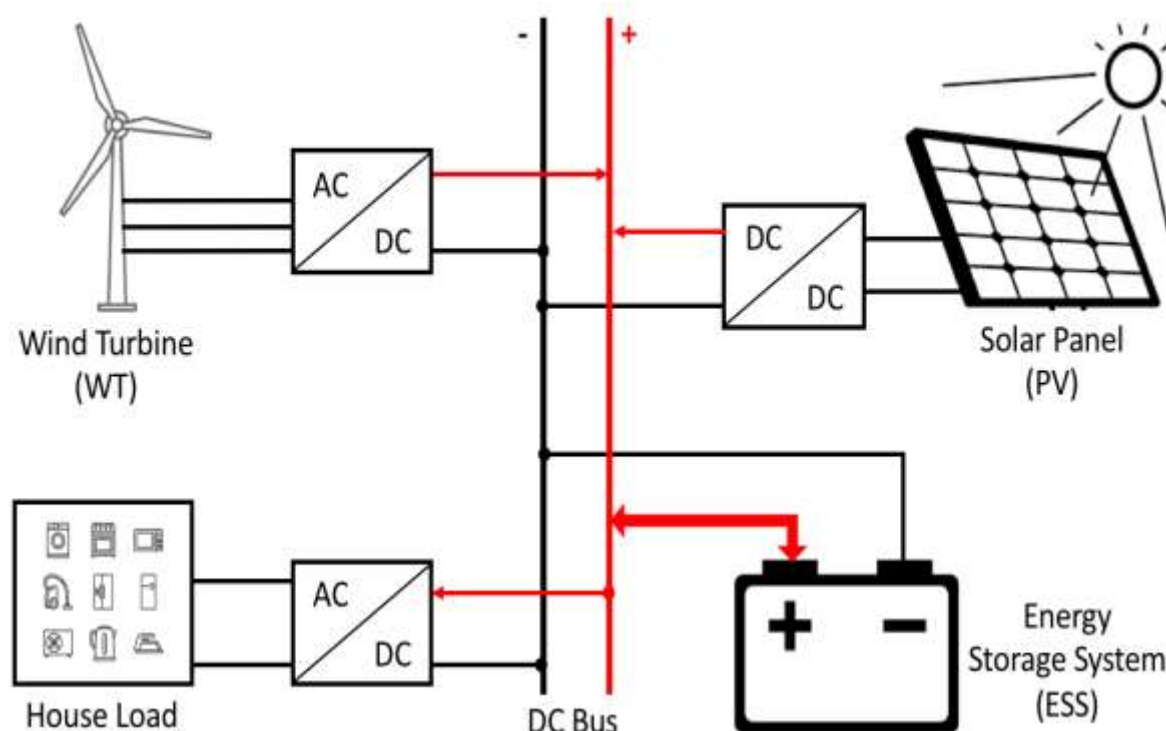 -
+
AC
DC
DC
DC
Wind Turbine
(WT)
Solar Panel
(PV)
AC
DC
+
−
Energy
Storage System
(ESS)
House Load
DC Bus